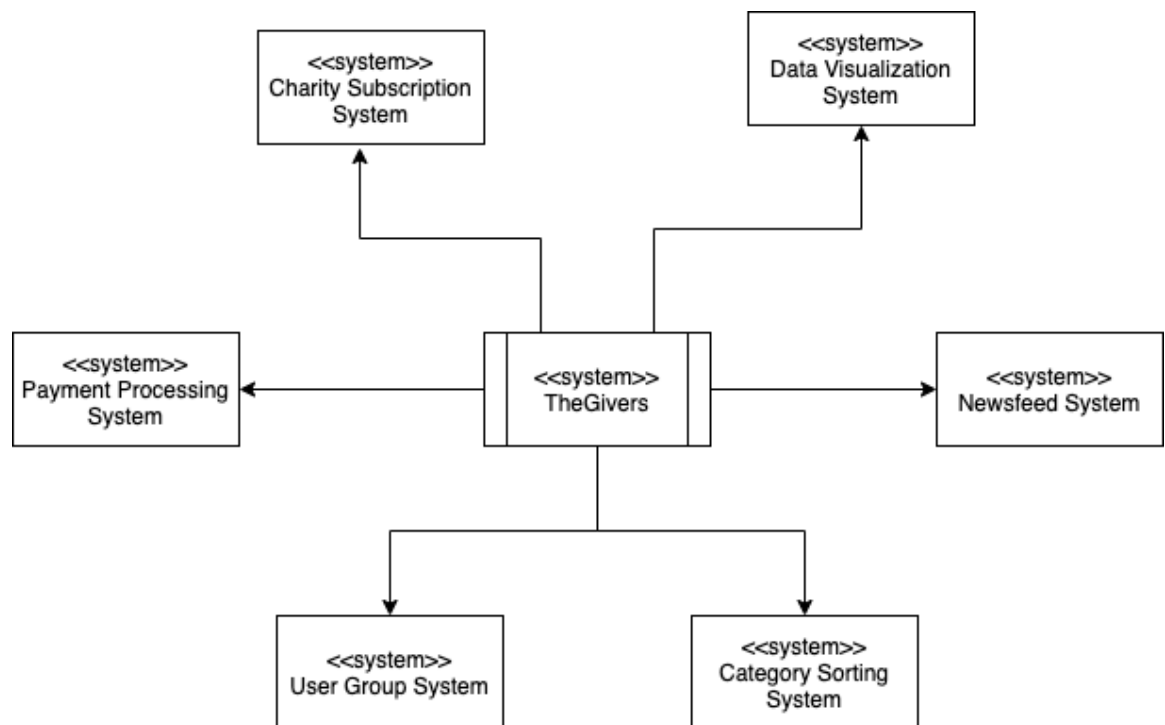 <<system>>
Charity Subscription
System
<<system>>
Data Visualization
System
<<system>>
Payment Processing
System
<<system>>
TheGivers
<<system>>
Newsfeed System
<<system>>
User Group System
<<system>>
Category Sorting
System